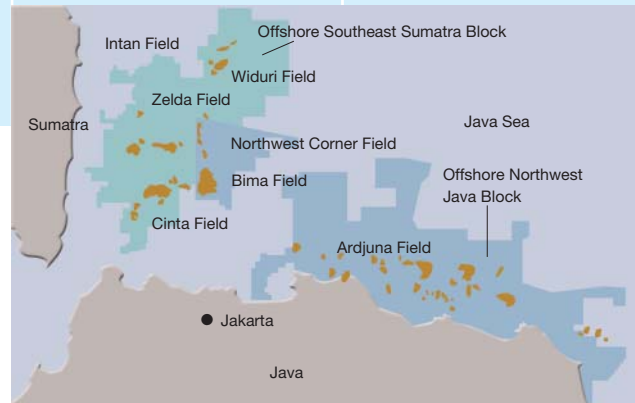 Offshore Southeast Sumatra Block
Intan Field
Widuri Field
Zelda Field
Sumatra
Java Sea
Northwest Corner Field
Offshore Northwest
Java Block
Bima Field
Cinta Field
Ardjuna Field
Jakarta
Java